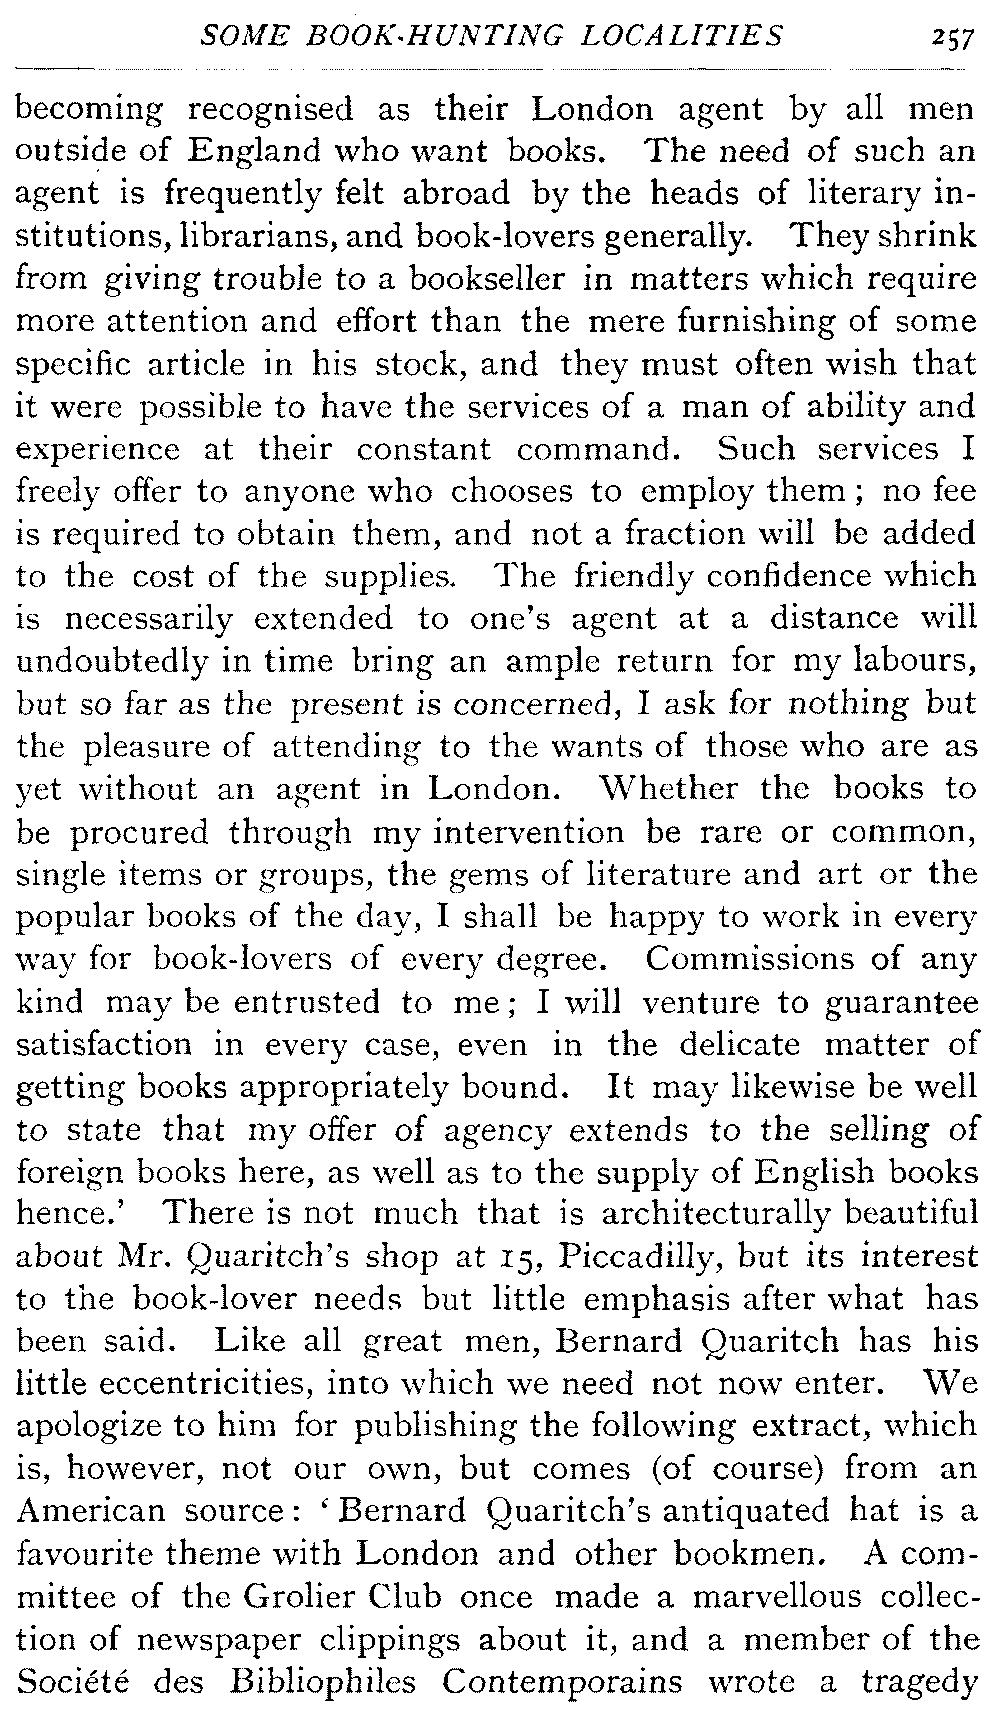 SOME BOOK-HUNTING LOCALITIES 257
becoming recognised as their London agent by all men
outside of England who want books. The need of such an
agent is frequently felt abroad by the heads of literary in-
stitutions, librarians, and book-lovers generally. They shrink
from giving trouble to a bookseller in matters which require
more attention and effort than the mere furnishing of some
specific article in his stock, and they must often wish that
it were possible to have the services of a man of ability and
experience at their constant command. Such services I
freely offer to anyone who chooses to employ them ; no fee
is required to obtain them, and not a fraction will be added
to the cost of the supplies. The friendly confidence which
is necessarily extended to one's agent at a distance will
undoubtedly in time bring an ample return for my labours,
but so far as the present is concerned, I ask for nothing but
the pleasure of attending to the wants of those who are as
yet without an agent in London. Whether the books to
be procured through my intervention be rare or common,
single items or groups, the gems of literature and art or the
popular books of the day, I shall be happy to work in every
way for book-lovers of every degree. Commissions of any
kind may be entrusted to me ; I will venture to guarantee
satisfaction in every case, even in the delicate matter of
getting books appropriately bound. It may likewise be well
to state that my offer of agency extends to the selling of
foreign books here, as well as to the supply of English books
hence.' There is not much that is architecturally beautiful
about Mr. Quaritch's shop at 15, Piccadilly, but its interest
to the book-lover needs but little emphasis after what has
been said. Like all great men, Bernard Quaritch has his
little eccentricities, into which we need not now enter. We
apologize to him for publishing the following extract, which
is, however, not our own, but comes (of course) from an
American source : ‘ Bernard Quaritch's antiquated hat is a
favourite theme with London and other bookmen. A com-
mittee of the Grolier Club once made a marvellous collec-
tion of newspaper clippings about it, and a member of the
Société des Bibliophiles Contemporains wrote a tragedy